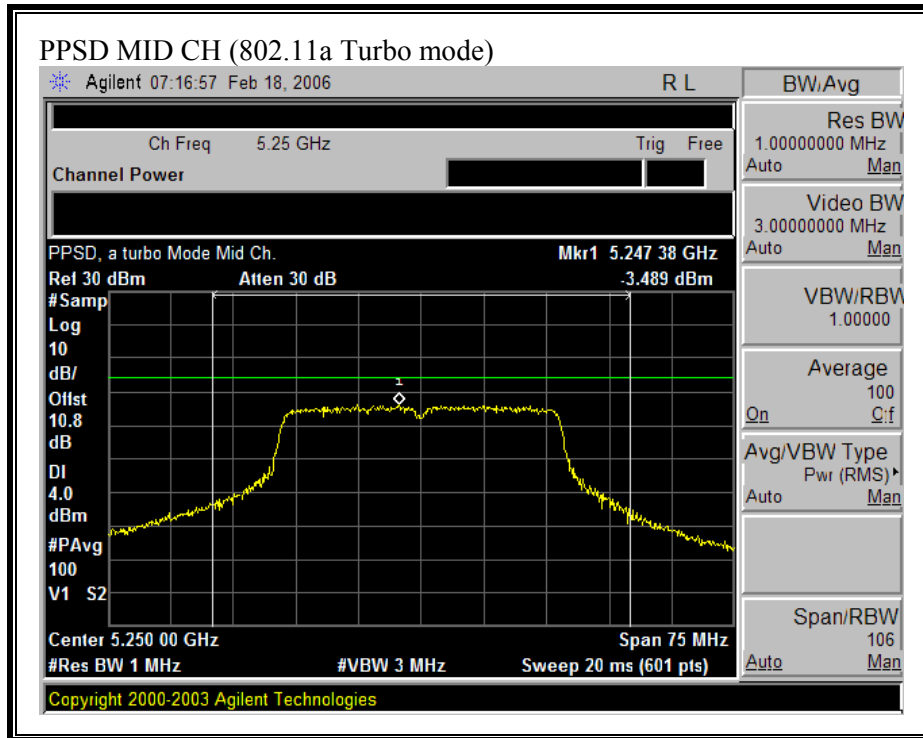 PPSD MID CH (802.11a Turbo mode)
Agilent 07:16:57 Feb 18, 2006 R L
Ch Freq 5.25 GHz Trig Free
Channel Power
PPSD, a turbo Mode Mid Ch. Mkr1 5.247 38 GHz
Ref 30 dBm Atten 30 dB -3.489 dBm
#Samp
Log
10
dB/
Offst
10.8
dB
DI
4.0
dBm
#PAvg
100
V1 S2
1
Center 5.250 00 GHz Span 75 MHz
#Res BW 1 MHz #VBW 3 MHz Sweep 20 ms (601 pts)
Copyright 2000-2003 Agilent Technologies
BW/Avg
Res BW
1.00000000 MHz
Auto Man
Video BW
3.00000000 MHz
Auto Man
VBW/RBW
1.00000
Average
100
On Off
Avg/VBW Type
Pwr (RMS)
Auto Man
Span/RBW
106
Auto Man